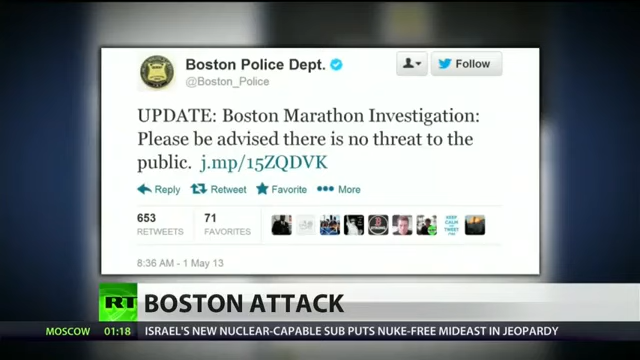 Boston Police Dept.
@Boston_Police
Follow
UPDATE: Boston Marathon Investigation:
Please be advised there is no threat to the
public. j.mp/15ZQDVK
Reply Retweet Favorite More
653 71
RETWEETS FAVORITES
8:36 AM - 1 May 13
RT BOSTON ATTACK
MOSCOW 01:18 ISRAEL'S NEW NUCLEAR-CAPABLE SUB PUTS NUKE-FREE MIDEAST IN JEOPARDY